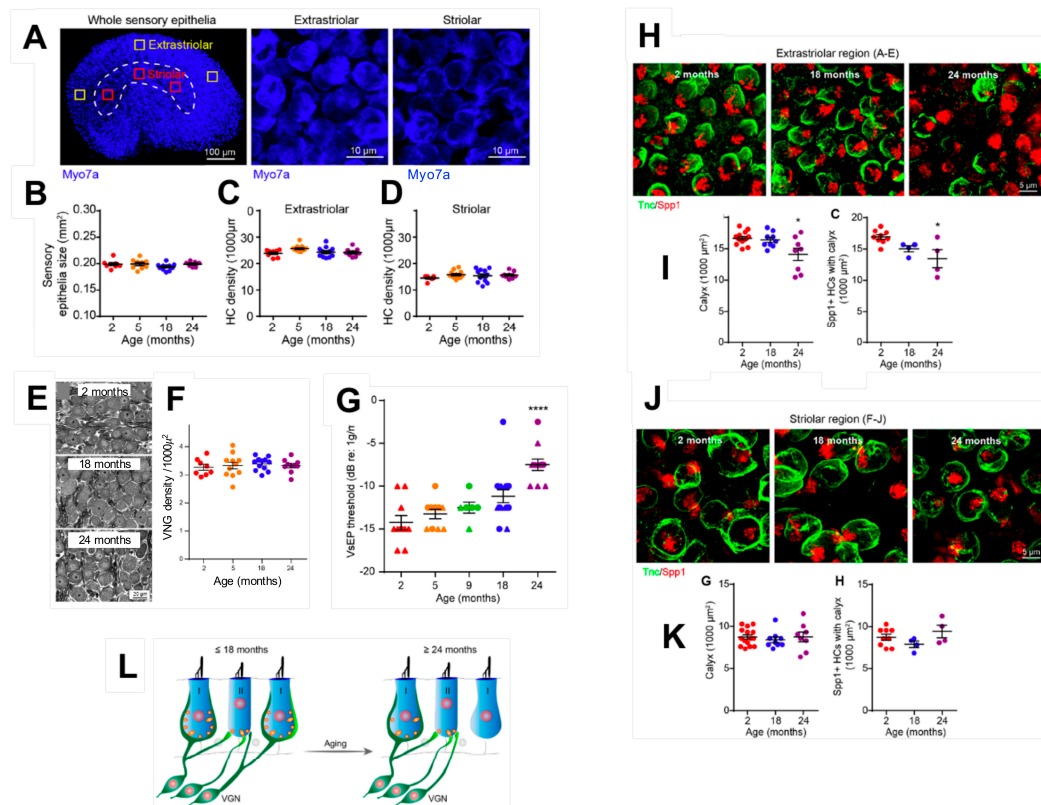 A
Whole sensory epithelia
Extrastriolar
Striolar
Extrastriolar
Striolar
100 µm
10 µm
10 µm
Myo7a
Myo7a
Myo7a
B
Sensory
epithelia size (mm²)
0.30
0.25
0.20
0.15
0.10
2 5 18 24
Age (months)
C
Extrastriolar
HC density (1000µm
30
20
10
0
2 5 18 24
Age (months)
D
Striolar
HC density (1000µm
30
20
10
0
2 5 18 24
Age (months)
E
2 months
18 months
24 months
20 µm
F
VNG density /1000µ²
4
3
2
1
0
2 5 18 24
Age (months)
G
VsEP threshold (dB re: 1g/n
0
-5
-10
-15
-20
****
2 5 9 18 24
Age (months)
H
Extrastriolar region (A-E)
2 months
18 months
24 months
5 µm
Tnc/Spp1
I
Calyx (1000 µm²)
20
15
10
5
0
*
2 18 24
Age (months)
C
Spp1+ HCs with calyx
(1000 µm²)
20
15
10
5
0
*
2 18 24
Age (months)
J
Striolar region (F-J)
2 months
18 months
24 months
5 µm
Tnc/Spp1
K
G
Calyx (1000 µm²)
20
15
10
5
0
2 18 24
Age (months)
H
Spp1+ HCs with calyx
(1000 µm²)
20
15
10
5
0
2 18 24
Age (months)
L
≤ 18 months
≥ 24 months
I
II
I
I
II
I
Aging
VGN
VGN